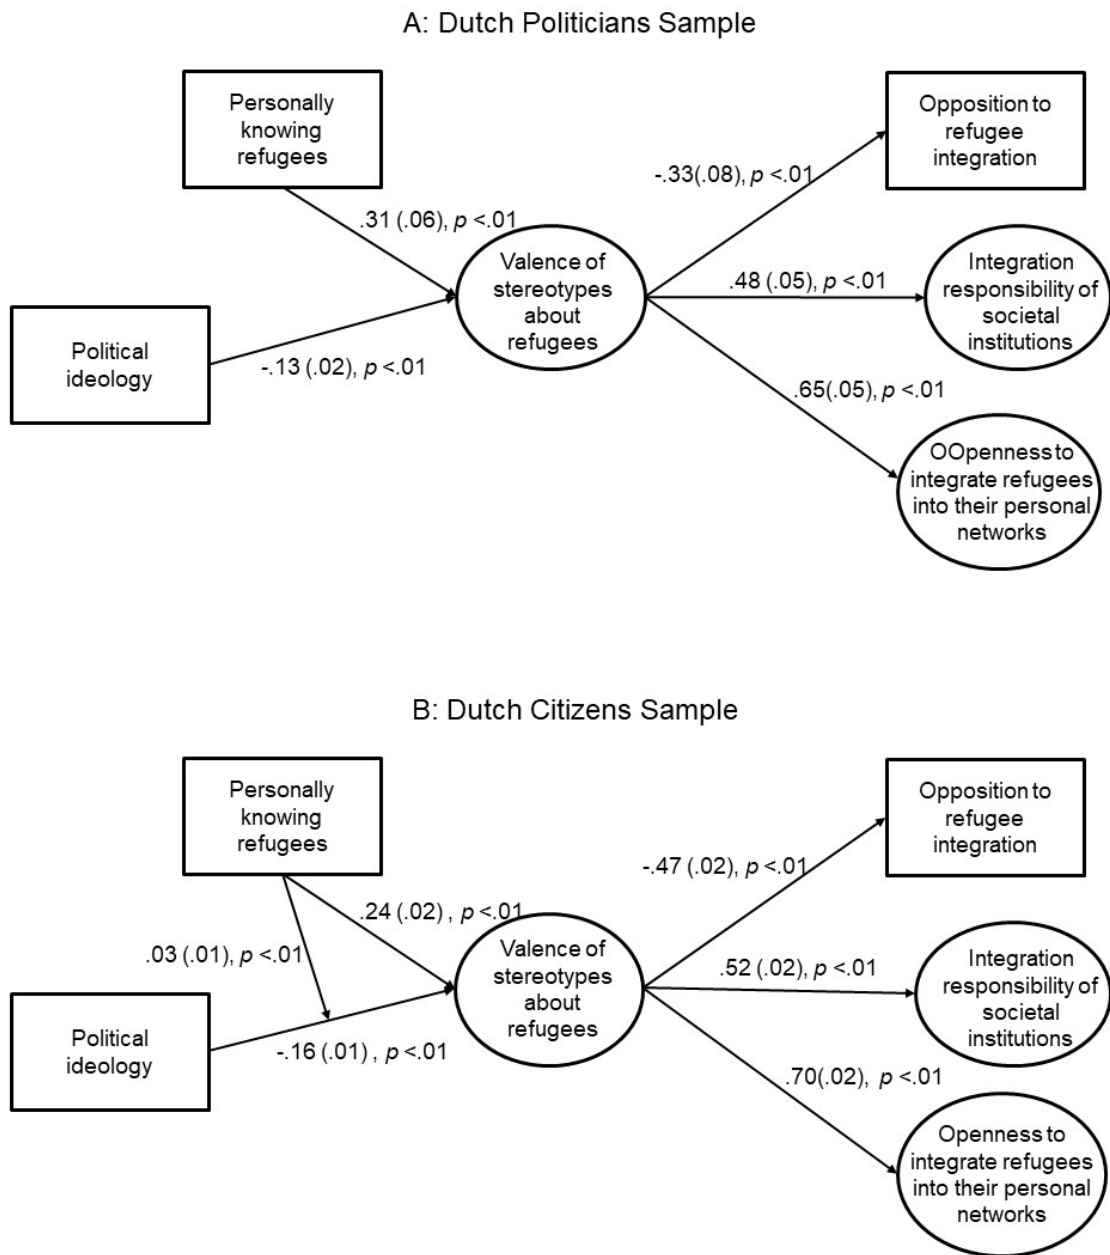 A: Dutch Politicians Sample
Personally
knowing
refugees
Opposition to
refugee
integration
-.33(.08), p <.01
.31 (.06), p <.01
Valence of
stereotypes
about
refugees
Integration
responsibility of
societal
institutions
.48 (.05), p <.01
Political
ideology
-.13 (.02), p <.01
.65(.05), p <.01
OOpenness to
integrate refugees
into their personal
networks
B: Dutch Citizens Sample
Personally
knowing
refugees
Opposition to
refugee
integration
-.47 (.02), p <.01
.24 (.02) , p <.01
.03 (.01), p <.01
Valence of
stereotypes
about
refugees
.52 (.02), p <.01
Integration
responsibility of
societal
institutions
Political
ideology
-.16 (.01) , p <.01
.70(.02),  p <.01
Openness to
integrate refugees
into their personal
networks